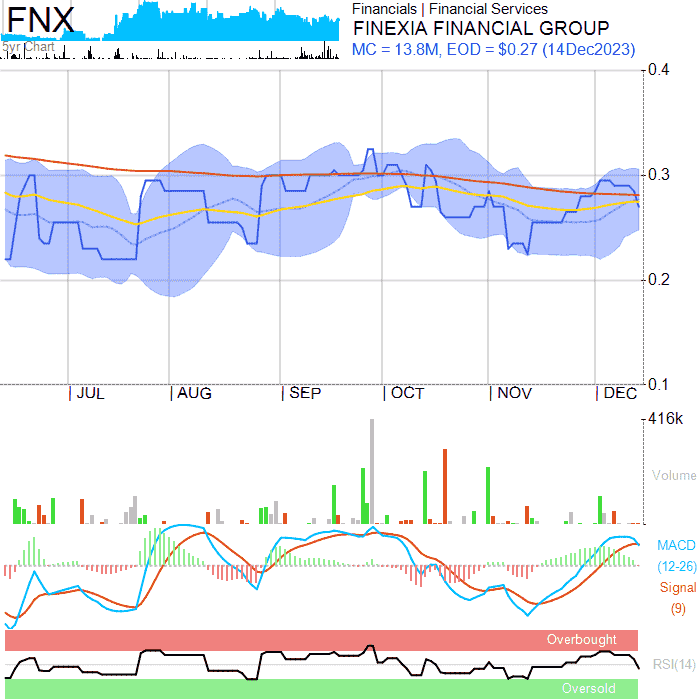 FNX
5yr Chart
Financials | Financial Services
FINEXIA FINANCIAL GROUP
MC = 13.8M, EOD = $0.27 (14Dec2023)
0.4
0.3
0.2
0.1
JUL AUG SEP OCT NOV DEC
416k
Volume
MACD
(12-26)
Signal
(9)
Overbought
RSI(14)
Oversold